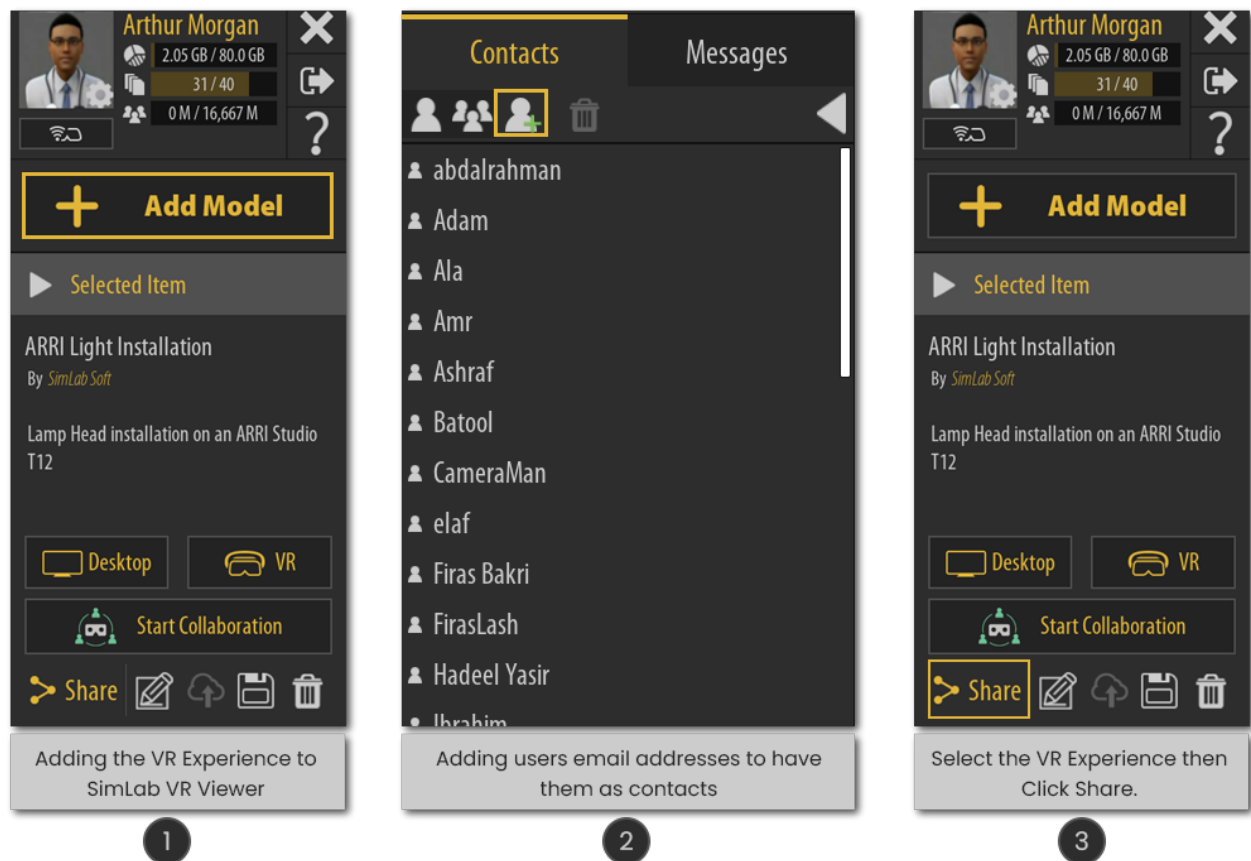 Arthur Morgan
2.05 GB / 80.0 GB
31 / 40
0 M / 16,667 M
?
Add Model
Selected Item
ARRI Light Installation
By SimLab Soft
Lamp Head installation on an ARRI Studio
T12
Desktop
VR
Start Collaboration
Share
Adding the VR Experience to
SimLab VR Viewer
1
Contacts
Messages
abdalrahman
Adam
Ala
Amr
Ashraf
Batool
CameraMan
elaf
Firas Bakri
FirasLash
Hadeel Yasir
Ibrahim
Adding users email addresses to have
them as contacts
2
Arthur Morgan
2.05 GB / 80.0 GB
31 / 40
0 M / 16,667 M
?
Add Model
Selected Item
ARRI Light Installation
By SimLab Soft
Lamp Head installation on an ARRI Studio
T12
Desktop
VR
Start Collaboration
Share
Select the VR Experience then
Click Share.
3